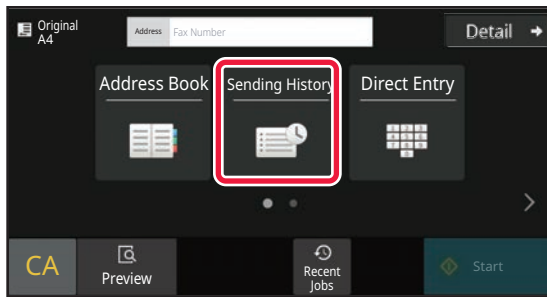 Original
A4
Address
Fax Number
Detail
Address Book
Sending History
Direct Entry
CA
Preview
Recent
Jobs
Start